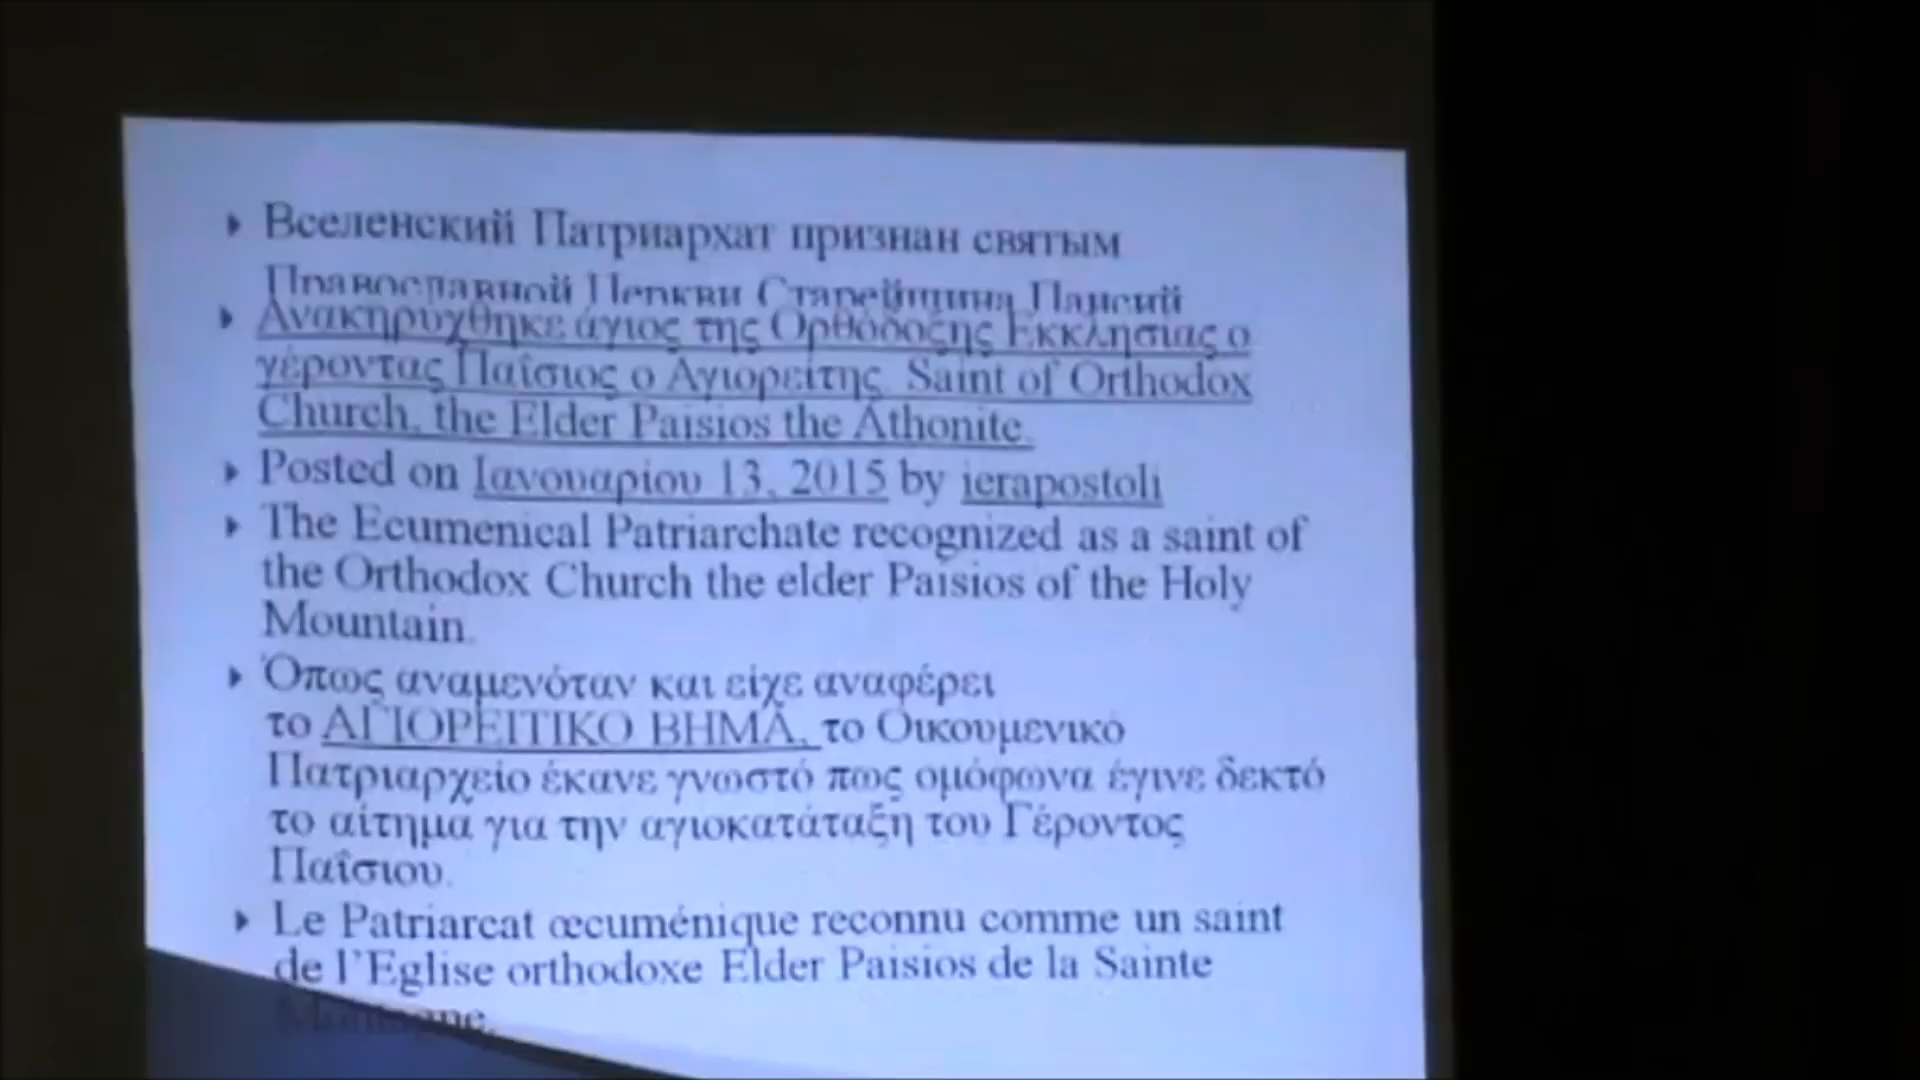 Вселенский Патриархат признан святым
Православной Церкви Старейшина Паисий
Ανακηρύχθηκε άγιος της Ορθόδοξης Εκκλησίας ο
γέροντας Παΐσιος ο Αγιορείτης. Saint of Orthodox
Church, the Elder Paisios the Athonite.
Posted on Ιανουαρίου 13, 2015 by ierapostoli
The Ecumenical Patriarchate recognized as a saint of
the Orthodox Church the elder Paisios of the Holy
Mountain.
Όπως αναμενόταν και είχε αναφέρει
το ΑΓΙΟΡΕΙΤΙΚΟ ΒΗΜΑ, το Οικουμενικό
Πατριαρχείο έκανε γνωστό πως ομόφωνα έγινε δεκτό
το αίτημα για την αγιοκατάταξη του Γέροντος
Παΐσιου.
Le Patriarcat œcuménique reconnu comme un saint
de l'Eglise orthodoxe Elder Paisios de la Sainte